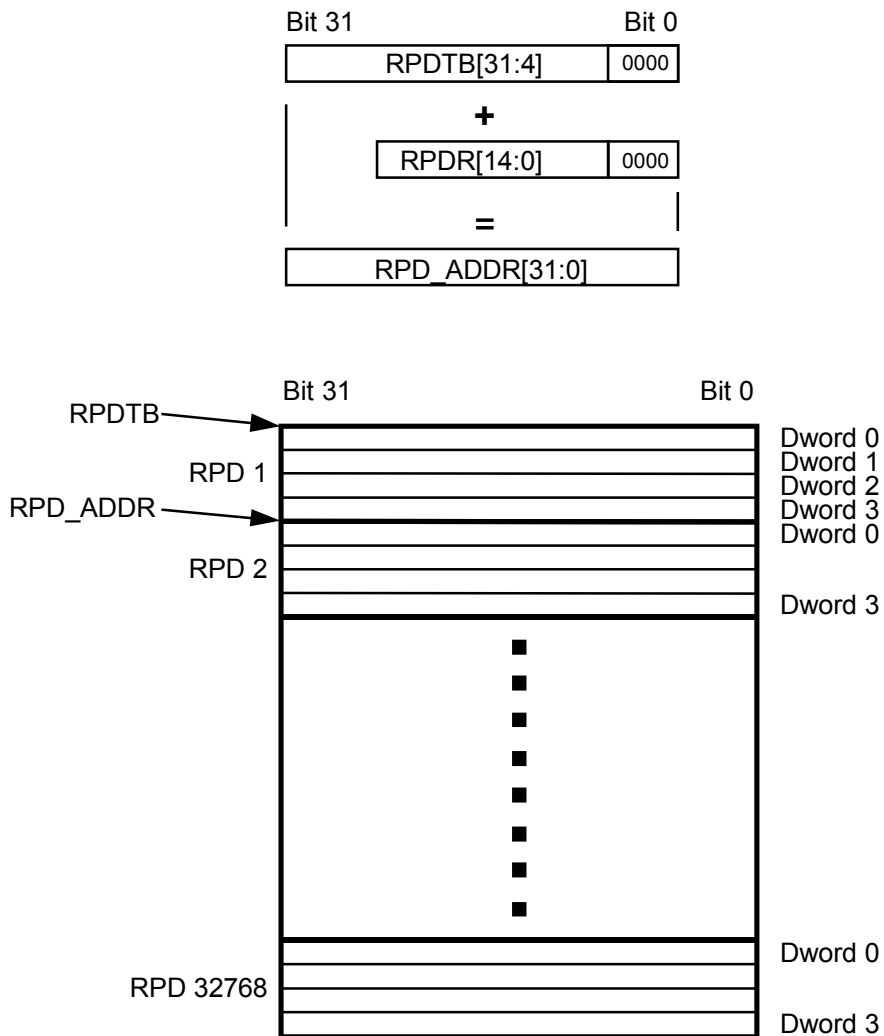 Bit 31 Bit 0
RPDTB[31:4] 0000
+
RPDR[14:0] 0000
=
RPD_ADDR[31:0]
Bit 31 Bit 0
RPDTB
Dword 0
RPD 1 Dword 1
Dword 2
RPD_ADDR Dword 3
Dword 0
RPD 2
Dword 3
Dword 0
RPD 32768
Dword 3